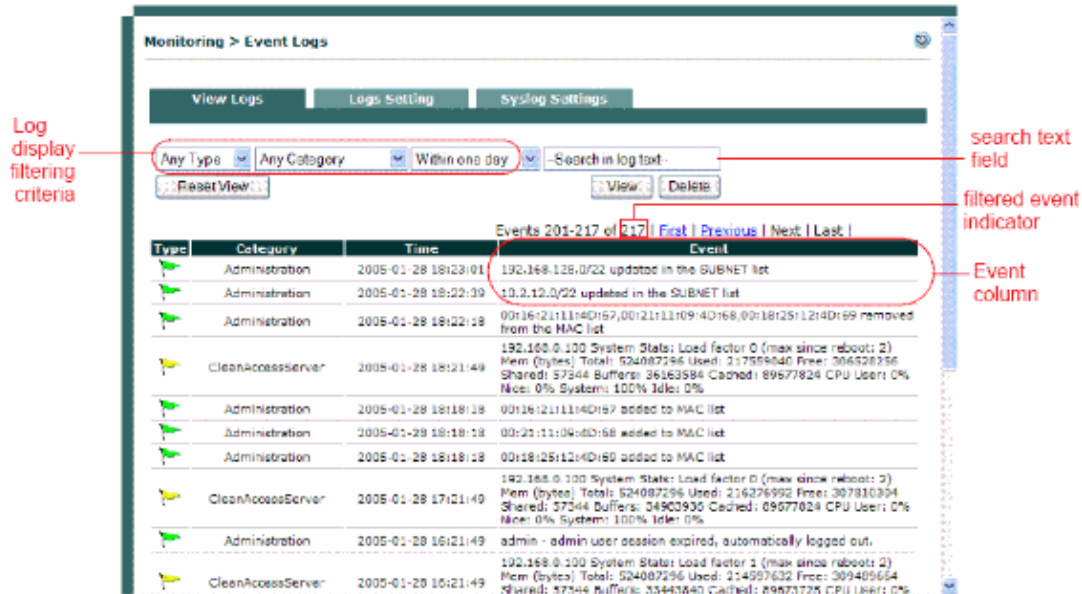 Monitoring > Event Logs
View Logs Logs Setting Syslog Settings
Log
display
filtering
criteria
Any Type Any Category Within one day --Search in log text--
search text
field
Reset View View Delete
filtered event
indicator
Events 201-217 of 217 | First | Previous | Next | Last |
Type Category Time Event
Event
column
Administration 2005-01-28 18:23:01 192.168.128.0/22 updated in the SUBNET list
Administration 2005-01-28 18:22:39 10.2.12.0/22 updated in the SUBNET list
Administration 2005-01-28 18:22:18 00:16:21:11:4D:67,00:21:11:09:4D:68,00:18:25:12:4D:69 removed
from the MAC list
CleanAccessServer 2005-01-28 18:21:49 192.168.0.100 System Stats: Load factor 0 (max since reboot: 2)
Mem (bytes) Total: 524087296 Used: 217559040 Free: 306528256
Shared: 57344 Buffers: 36163584 Cached: 89677824 CPU User: 0%
Nice: 0% System: 100% Idle: 0%
Administration 2005-01-28 18:18:18 00:16:21:11:4D:67 added to MAC list
Administration 2005-01-28 18:18:18 00:21:11:09:4D:68 added to MAC list
Administration 2005-01-28 18:18:18 00:18:25:12:4D:69 added to MAC list
CleanAccessServer 2005-01-28 17:21:49 192.168.0.100 System Stats: Load factor 0 (max since reboot: 2)
Mem (bytes) Total: 524087296 Used: 216276992 Free: 307810304
Shared: 57344 Buffers: 34983936 Cached: 89677824 CPU User: 0%
Nice: 0% System: 100% Idle: 0%
Administration 2005-01-28 16:21:49 admin - admin user session expired, automatically logged out.
CleanAccessServer 2005-01-28 16:21:49 192.168.0.100 System Stats: Load factor 1 (max since reboot: 2)
Mem (bytes) Total: 524087296 Used: 214597632 Free: 309489664
Shared: 57344 Buffers: 33443840 Cached: 89673728 CPU User: 0%